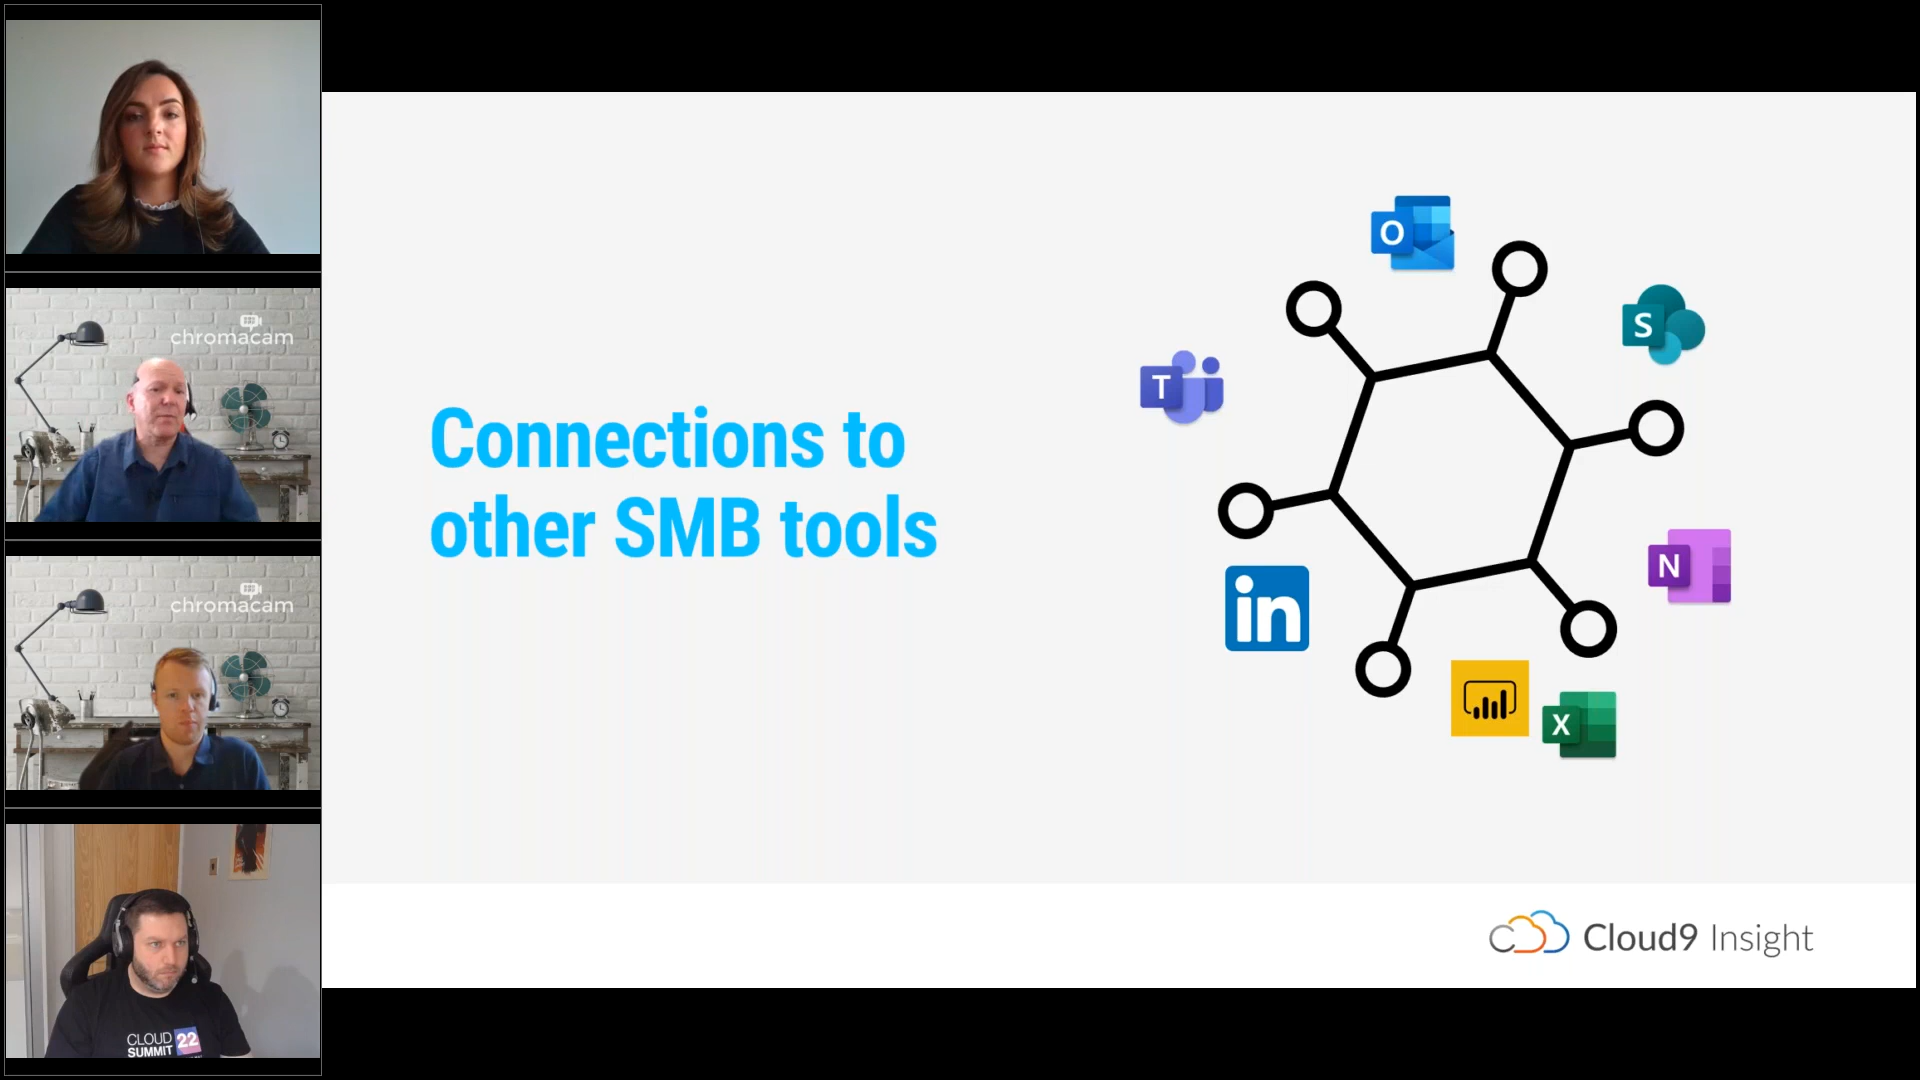 chromacam
chromacam
CLOUD 22
SUMMIT
Connections to
other SMB tools
O
S
T
N
in
X
Cloud9 Insight